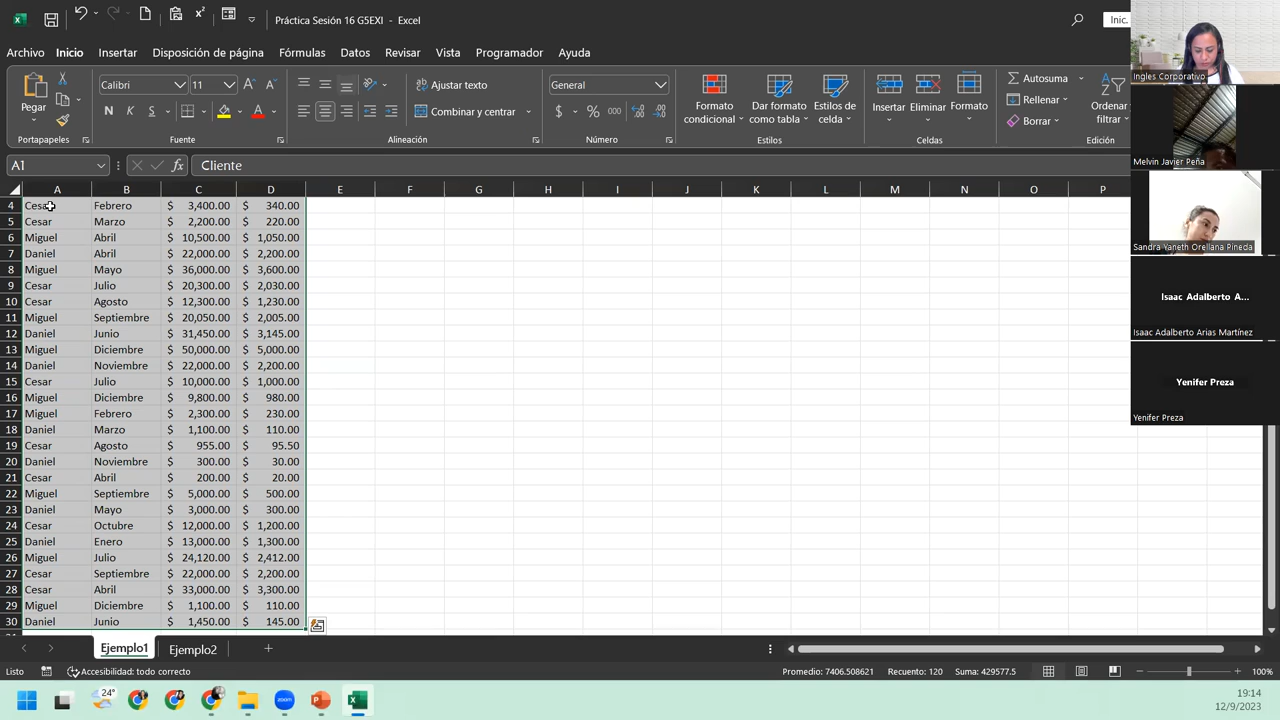 Práctica Sesión 16 G5EXI - Excel
Inic.
Archivo Inicio Insertar Disposición de página Fórmulas Datos Revisar Programador Ayuda
Pegar
Calibri 11
Ajustar texto
Combinar y centrar
General
Formato condicional
Dar formato como tabla
Estilos de celda
Insertar Eliminar Formato
Autosuma
Rellenar
Borrar
Ordenar filtrar
Portapapeles Fuente Alineación Número Estilos Celdas Edición
A1 fx Cliente
A B C D E F G H I J K L M N O P
4 Cesar Febrero $ 3,400.00 $ 340.00
5 Cesar Marzo $ 2,200.00 $ 220.00
6 Miguel Abril $ 10,500.00 $ 1,050.00
7 Daniel Abril $ 22,000.00 $ 2,200.00
8 Miguel Mayo $ 36,000.00 $ 3,600.00
9 Cesar Julio $ 20,300.00 $ 2,030.00
10 Cesar Agosto $ 12,300.00 $ 1,230.00
11 Miguel Septiembre $ 20,050.00 $ 2,005.00
12 Daniel Junio $ 31,450.00 $ 3,145.00
13 Miguel Diciembre $ 50,000.00 $ 5,000.00
14 Daniel Noviembre $ 22,000.00 $ 2,200.00
15 Cesar Julio $ 10,000.00 $ 1,000.00
16 Miguel Diciembre $ 9,800.00 $ 980.00
17 Miguel Febrero $ 2,300.00 $ 230.00
18 Daniel Marzo $ 1,100.00 $ 110.00
19 Cesar Agosto $ 955.00 $ 95.50
20 Daniel Noviembre $ 300.00 $ 30.00
21 Cesar Abril $ 200.00 $ 20.00
22 Miguel Septiembre $ 5,000.00 $ 500.00
23 Daniel Mayo $ 3,000.00 $ 300.00
24 Cesar Octubre $ 12,000.00 $ 1,200.00
25 Daniel Enero $ 13,000.00 $ 1,300.00
26 Miguel Julio $ 24,120.00 $ 2,412.00
27 Cesar Septiembre $ 22,000.00 $ 2,200.00
28 Cesar Abril $ 33,000.00 $ 3,300.00
29 Miguel Diciembre $ 1,100.00 $ 110.00
30 Daniel Junio $ 1,450.00 $ 145.00
Ejemplo1 Ejemplo2
Listo Accesibilidad: todo correcto Promedio: 7406.508621 Recuento: 120 Suma: 429577.5 100%
24°
zoom
19:14
12/9/2023
Ingles Corporativo
Melvin Javier Peña
Sandra Yaneth Orellana Pineda
Isaac Adalberto A...
Isaac Adalberto Arias Martínez
Yenifer Preza
Yenifer Preza